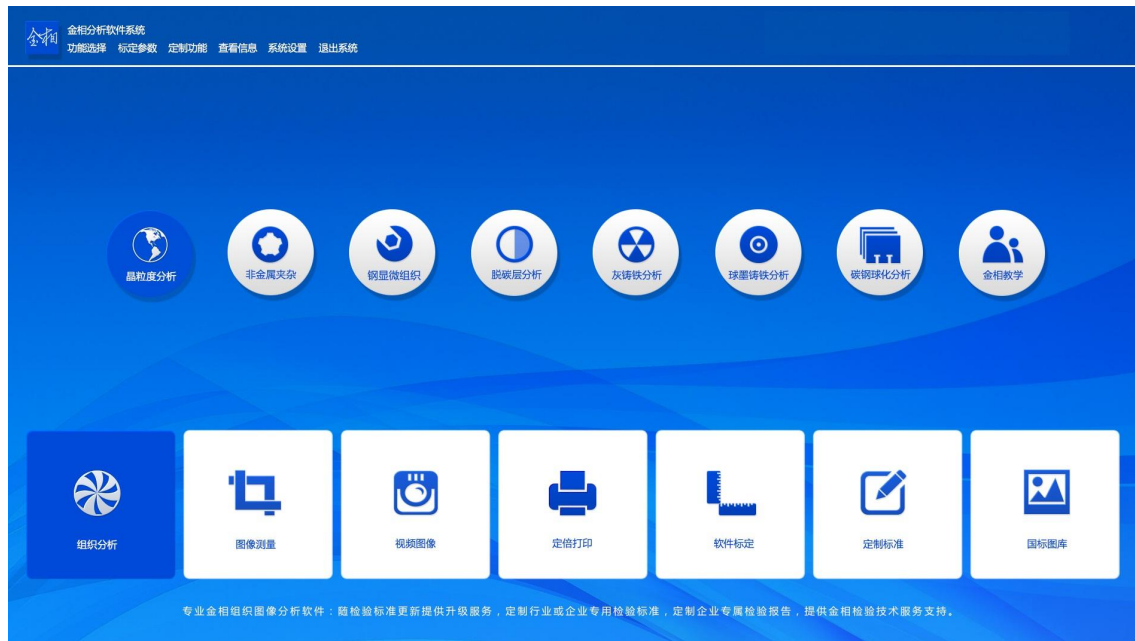 金相
金相分析软件系统
功能选择 标定参数 定制功能 查看信息 系统设置 退出系统
晶粒度分析 非金属夹杂 钢显微组织 脱碳层分析 灰铸铁分析 球墨铸铁分析 碳钢球化分析 金相教学
组织分析 图像测量 视频图像 定倍打印 软件标定 定制标准 国标图库
专业金相组织图像分析软件：随检验标准更新提供升级服务，定制行业或企业专用检验标准，定制企业专属检验报告，提供金相检验技术服务支持。